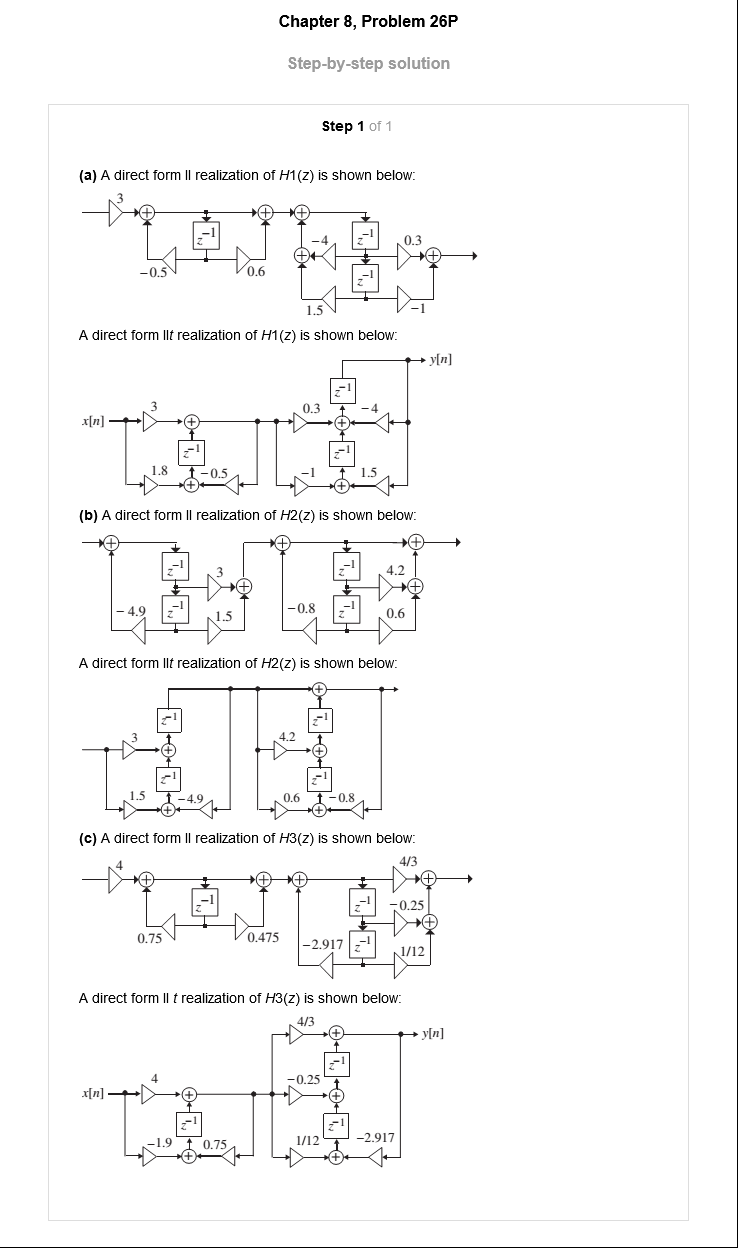 Chapter 8, Problem 26P
Step-by-step solution
Step 1 of 1
(a) A direct form II realization of H1(z) is shown below:
3
z⁻¹
−0.5
0.6
−4
z⁻¹
0.3
z⁻¹
1.5
−1
A direct form IIt realization of H1(z) is shown below:
y[n]
z⁻¹
x[n]
3
0.3
−4
z⁻¹
z⁻¹
1.8
−0.5
−1
1.5
(b) A direct form II realization of H2(z) is shown below:
z⁻¹
3
z⁻¹
4.2
−4.9
z⁻¹
1.5
−0.8
z⁻¹
0.6
A direct form IIt realization of H2(z) is shown below:
z⁻¹
z⁻¹
3
4.2
z⁻¹
z⁻¹
1.5
−4.9
0.6
−0.8
(c) A direct form II realization of H3(z) is shown below:
4
4/3
z⁻¹
z⁻¹
−0.25
0.75
0.475
−2.917
z⁻¹
1/12
A direct form II t realization of H3(z) is shown below:
4/3
y[n]
z⁻¹
x[n]
4
−0.25
z⁻¹
z⁻¹
−1.9
0.75
1/12
−2.917